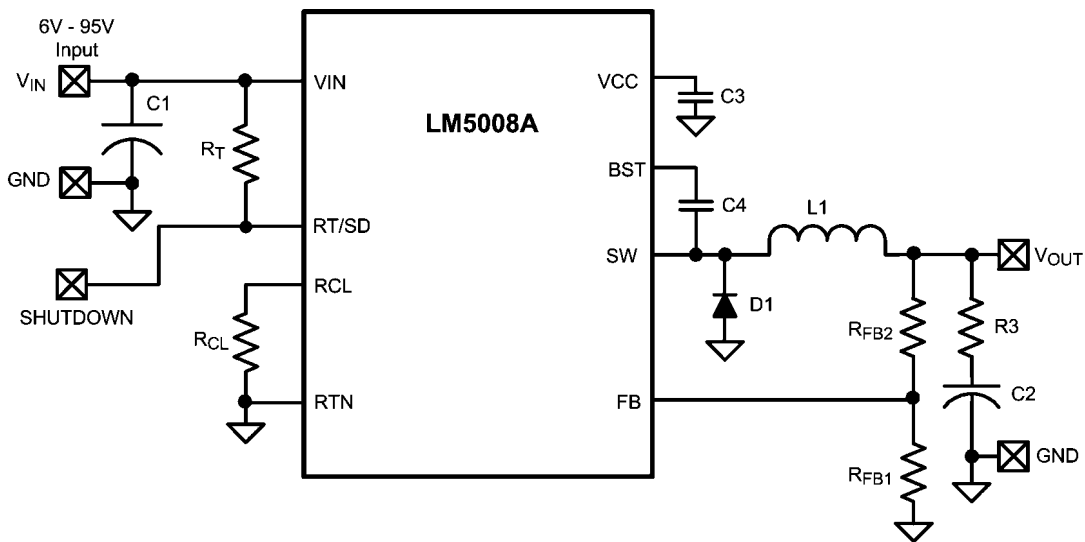 6V - 95V
Input
VIN
C1
GND
RT
SHUTDOWN
RCL
VIN
RT/SD
RCL
RTN
LM5008A
VCC
BST
SW
FB
C3
C4
L1
D1
VOUT
RFB2
R3
C2
RFB1
GND